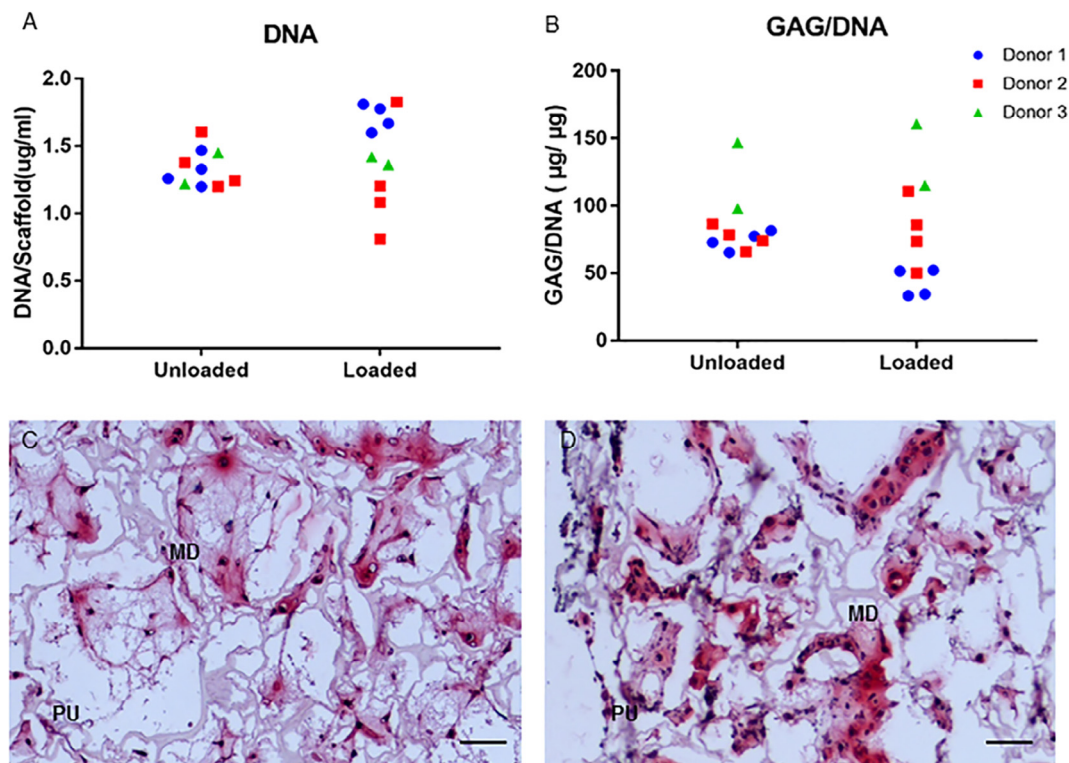 A
DNA
DNA/Scaffold(ug/ml)
2.0
1.5
1.0
0.5
0.0
Unloaded
Loaded
B
GAG/DNA
GAG/DNA ( µg/ µg)
200
150
100
50
0
Unloaded
Loaded
Donor 1
Donor 2
Donor 3
C
MD
PU
D
MD
PU